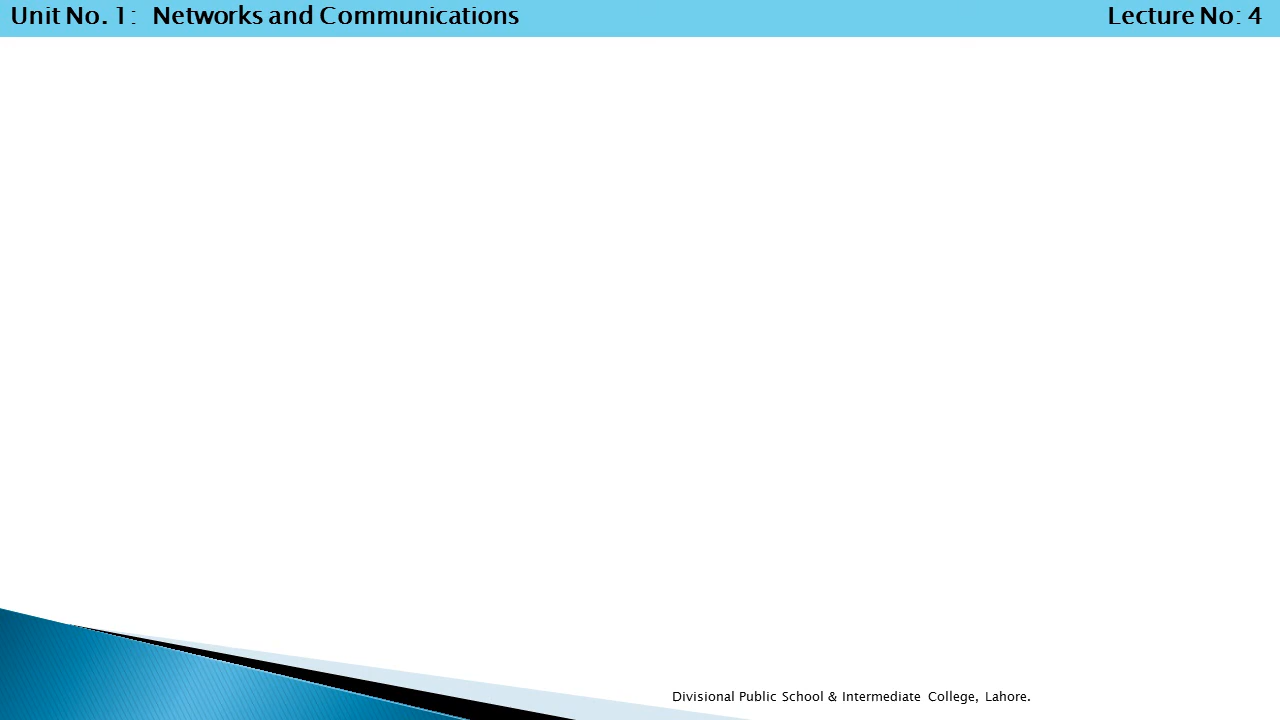 Unit No. 1: Networks and Communications
Lecture No: 4
Divisional Public School & Intermediate College, Lahore.